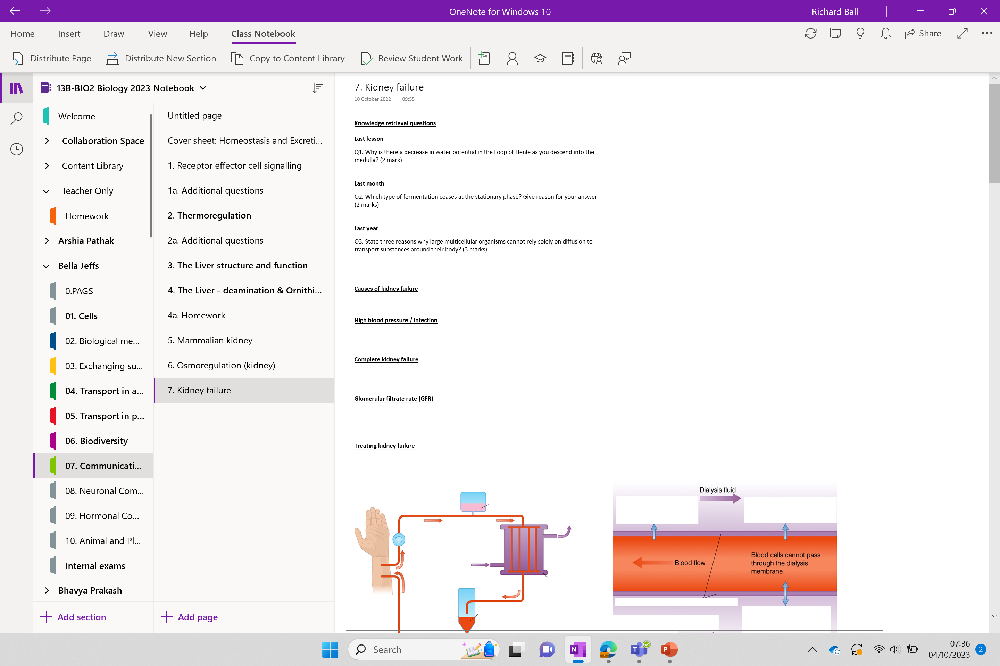 OneNote for Windows 10
Richard Ball
Home Insert Draw View Help Class Notebook
Share
Distribute Page Distribute New Section Copy to Content Library Review Student Work
13B-BIO2 Biology 2023 Notebook
Welcome
_Collaboration Space
_Content Library
_Teacher Only
Homework
Arshia Pathak
Bella Jeffs
0.PAGS
01. Cells
02. Biological me...
03. Exchanging su...
04. Transport in a...
05. Transport in p...
06. Biodiversity
07. Communicati...
08. Neuronal Com...
09. Hormonal Co...
10. Animal and Pl...
Internal exams
Bhavya Prakash
Add section
Untitled page
Cover sheet: Homeostasis and Excreti...
1. Receptor effector cell signalling
1a. Additional questions
2. Thermoregulation
2a. Additional questions
3. The Liver structure and function
4. The Liver - deamination & Ornithi...
4a. Homework
5. Mammalian kidney
6. Osmoregulation (kidney)
7. Kidney failure
Add page
7. Kidney failure
10 October 2022 09:55
Knowledge retrieval questions
Last lesson
Q1. Why is there a decrease in water potential in the Loop of Henle as you descend into the
medulla? (2 mark)
Last month
Q2. Which type of fermentation ceases at the stationary phase? Give reason for your answer
(2 marks)
Last year
Q3. State three reasons why large multicellular organisms cannot rely solely on diffusion to
transport substances around their body? (3 marks)
Causes of kidney failure
High blood pressure / infection
Complete kidney failure
Glomerular filtrate rate (GFR)
Treating kidney failure
Dialysis fluid
Blood flow
Blood cells cannot pass
through the dialysis
membrane
Search
N
T
P
07:36
04/10/2023
2